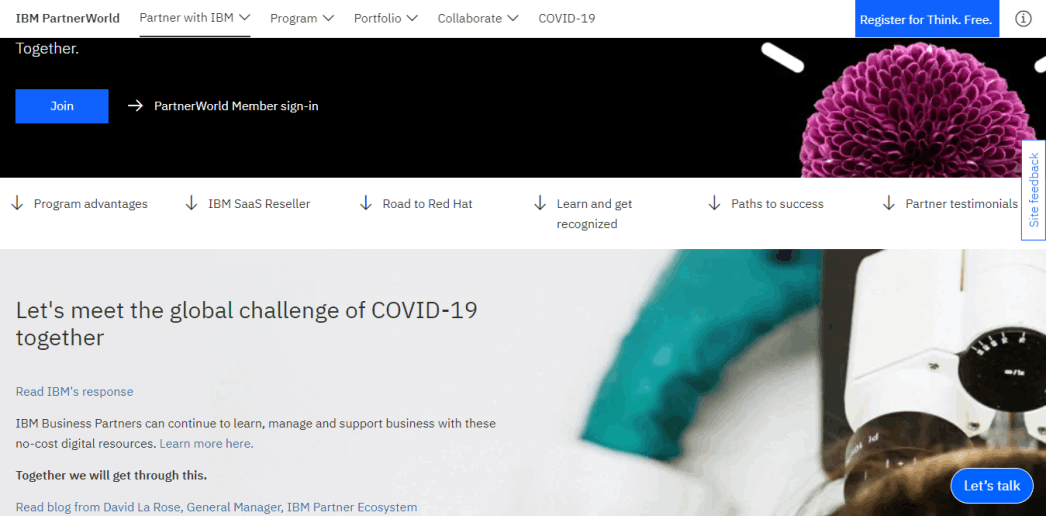 IBM PartnerWorld Partner with IBM Program Portfolio Collaborate COVID-19 Register for Think. Free.
Together.
Join PartnerWorld Member sign-in
Site feedback
Program advantages IBM SaaS Reseller Road to Red Hat Learn and get Paths to success Partner testimonials
recognized
Let's meet the global challenge of COVID-19
together
Read IBM's response
IBM Business Partners can continue to learn, manage and support business with these
no-cost digital resources. Learn more here.
Together we will get through this.
Let's talk
Read blog from David La Rose, General Manager, IBM Partner Ecosystem